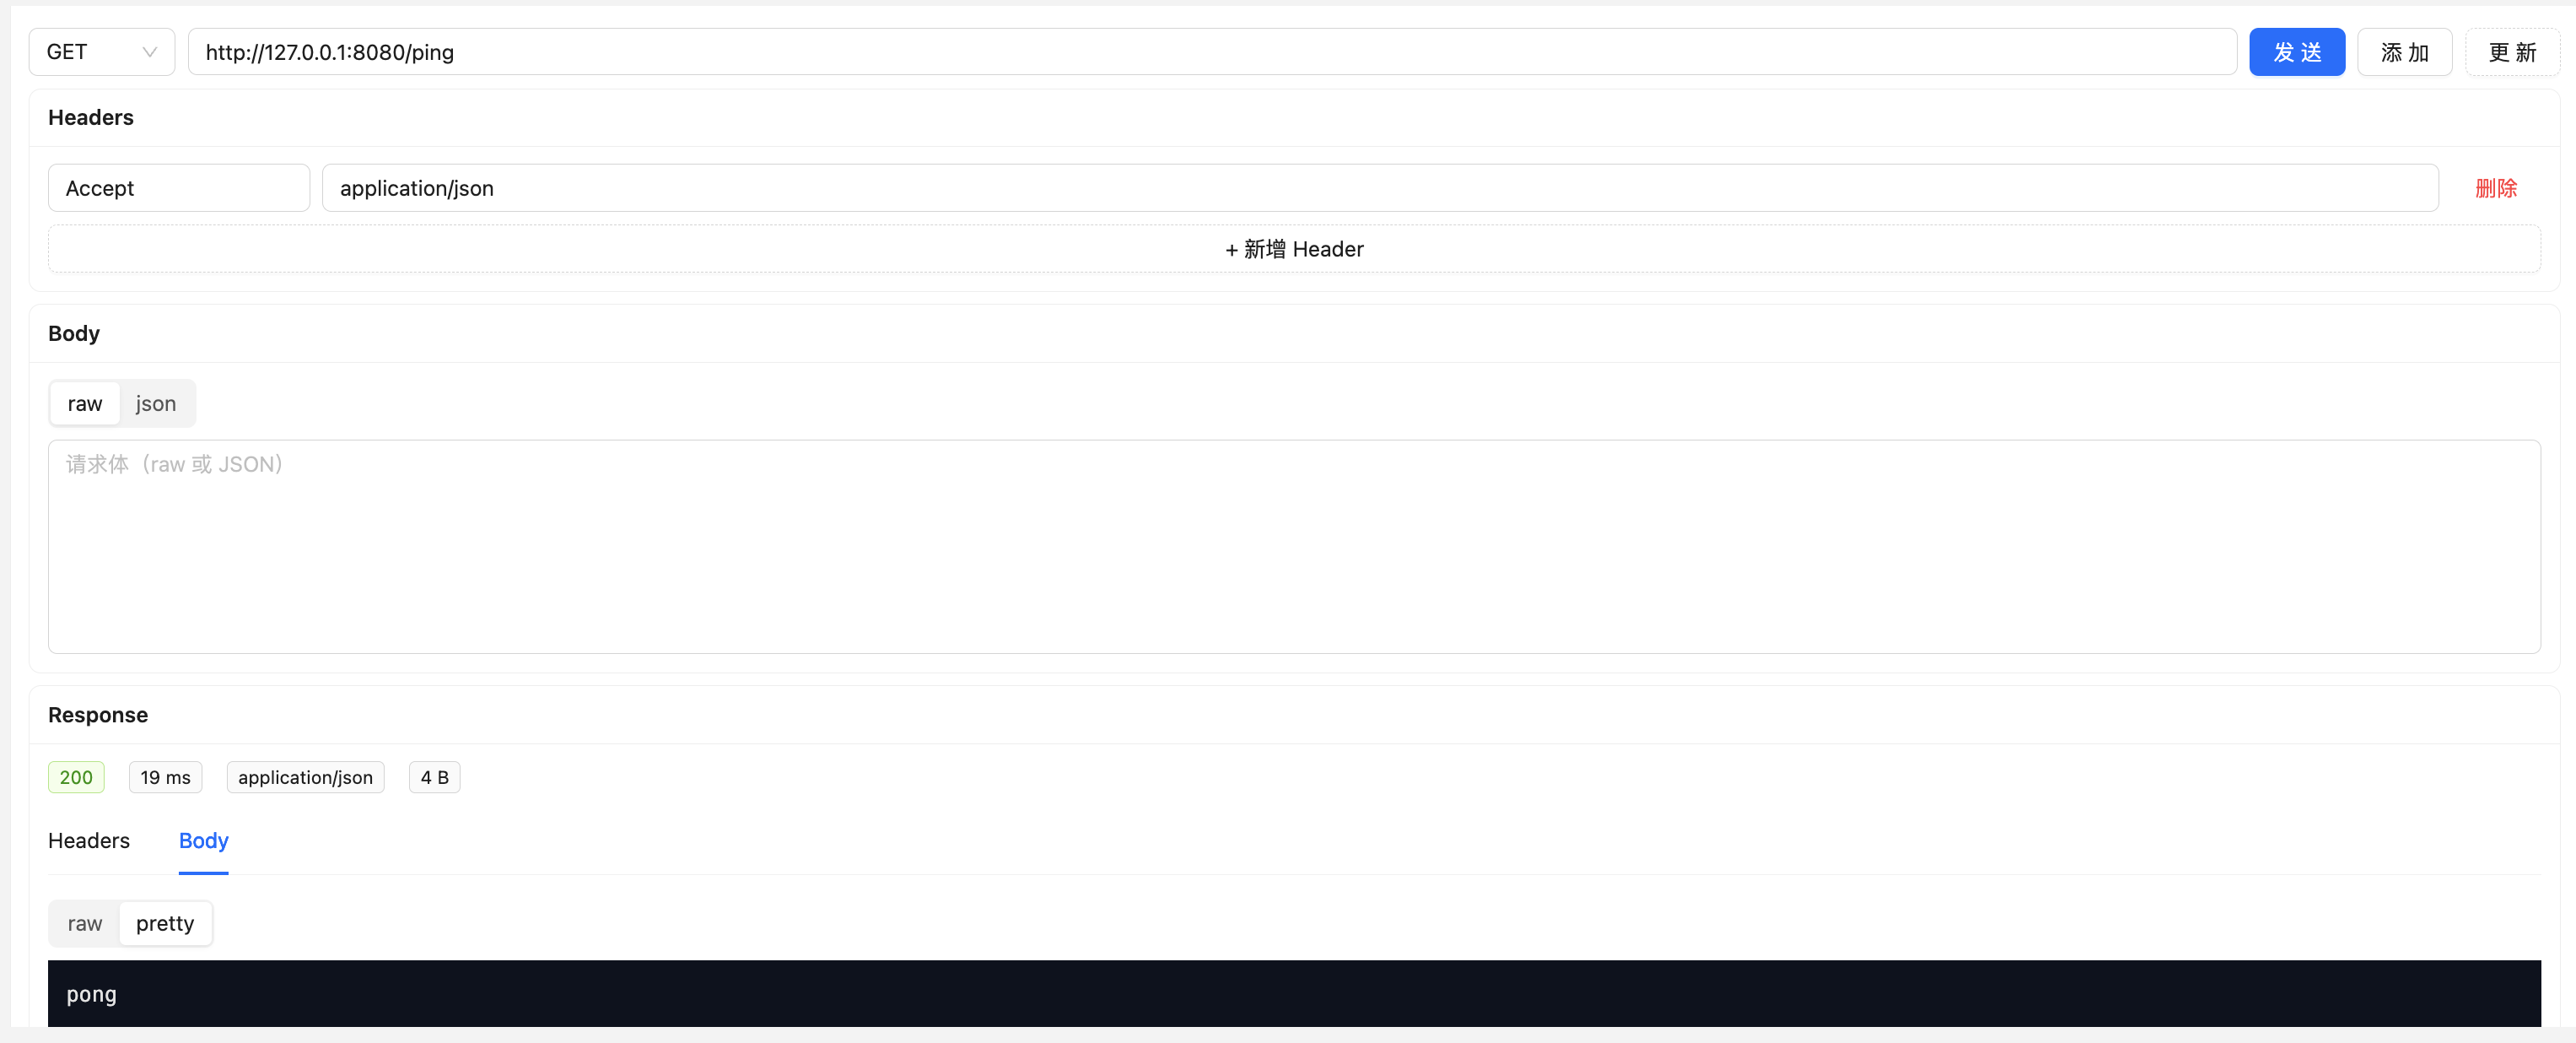 GET http://127.0.0.1:8080/ping 发送 添加 更新
Headers
Accept application/json 删除
+ 新增 Header
Body
raw json
请求体（raw 或 JSON）
Response
200 19 ms application/json 4 B
Headers Body
raw pretty
pong